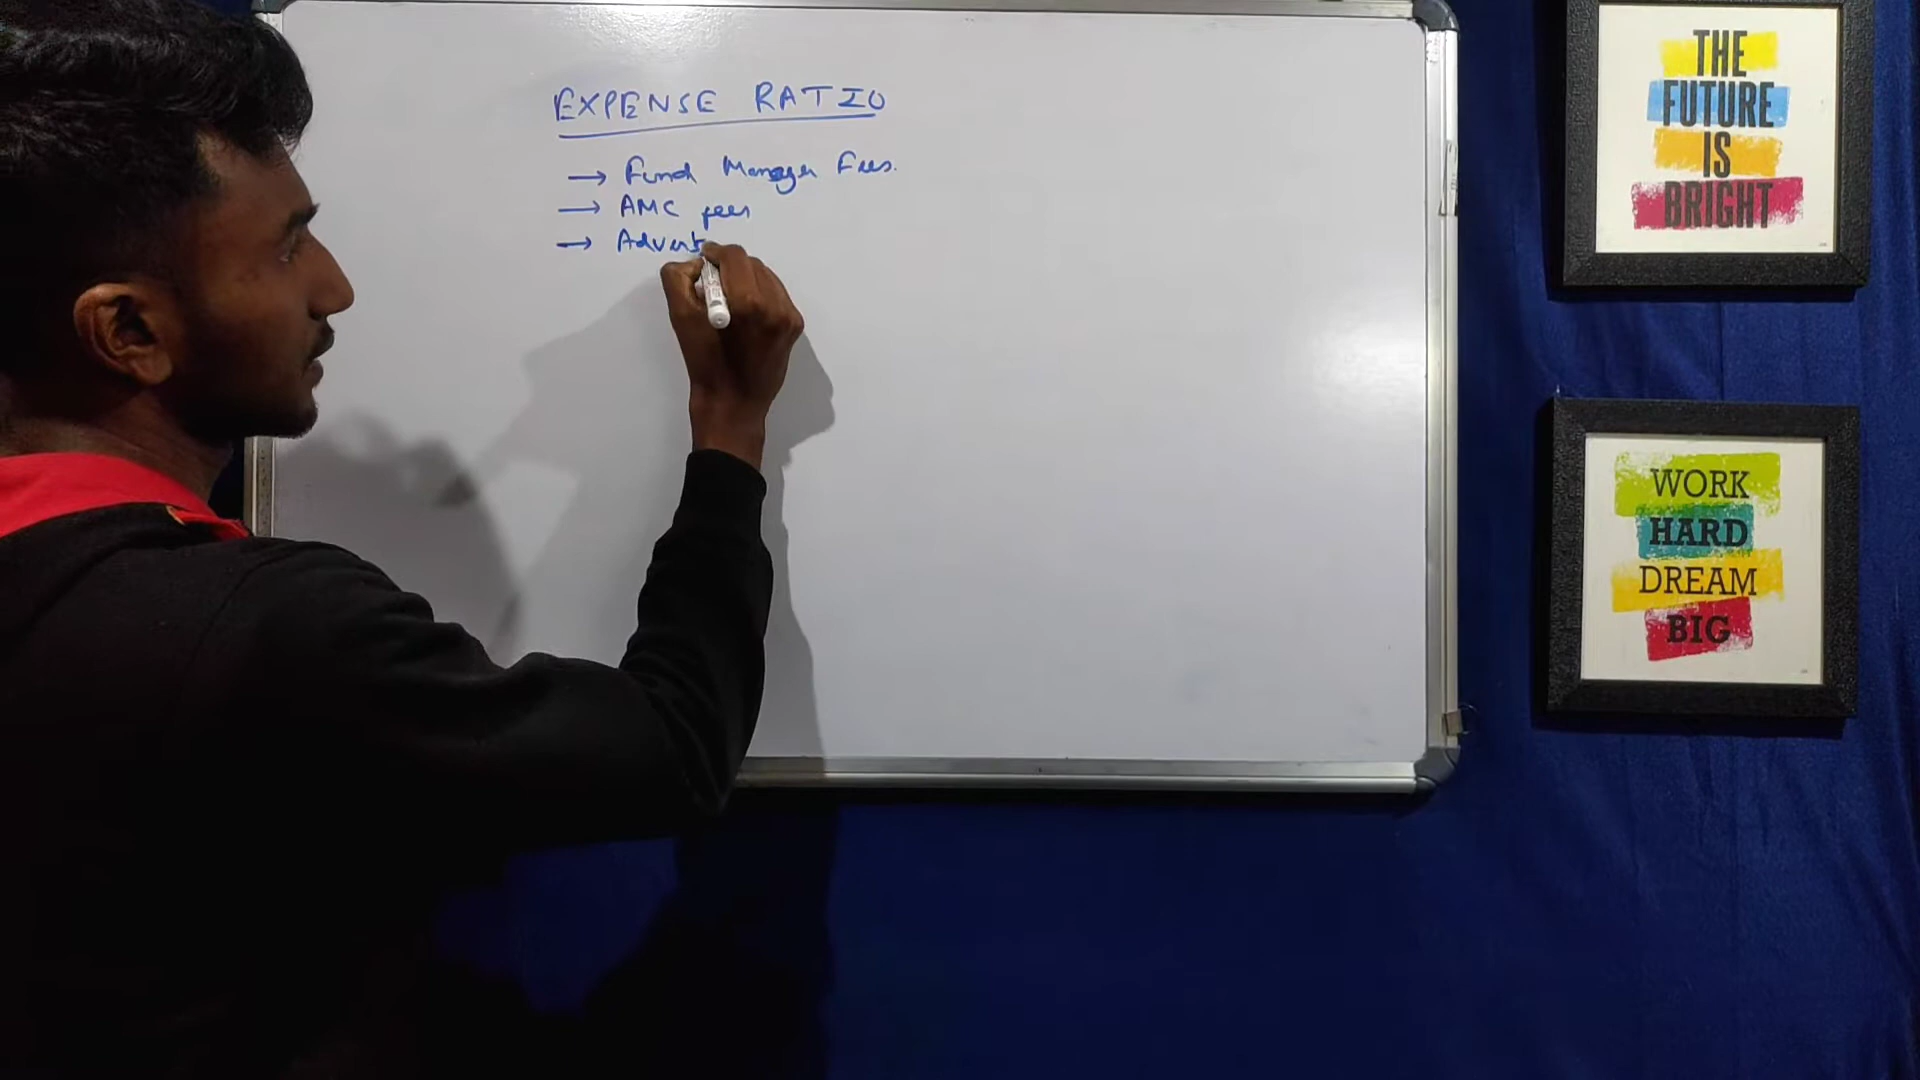 EXPENSE RATIO
→ Fund Manager Fees.
→ AMC fees
→ Advert
THE
FUTURE
IS
BRIGHT
WORK
HARD
DREAM
BIG